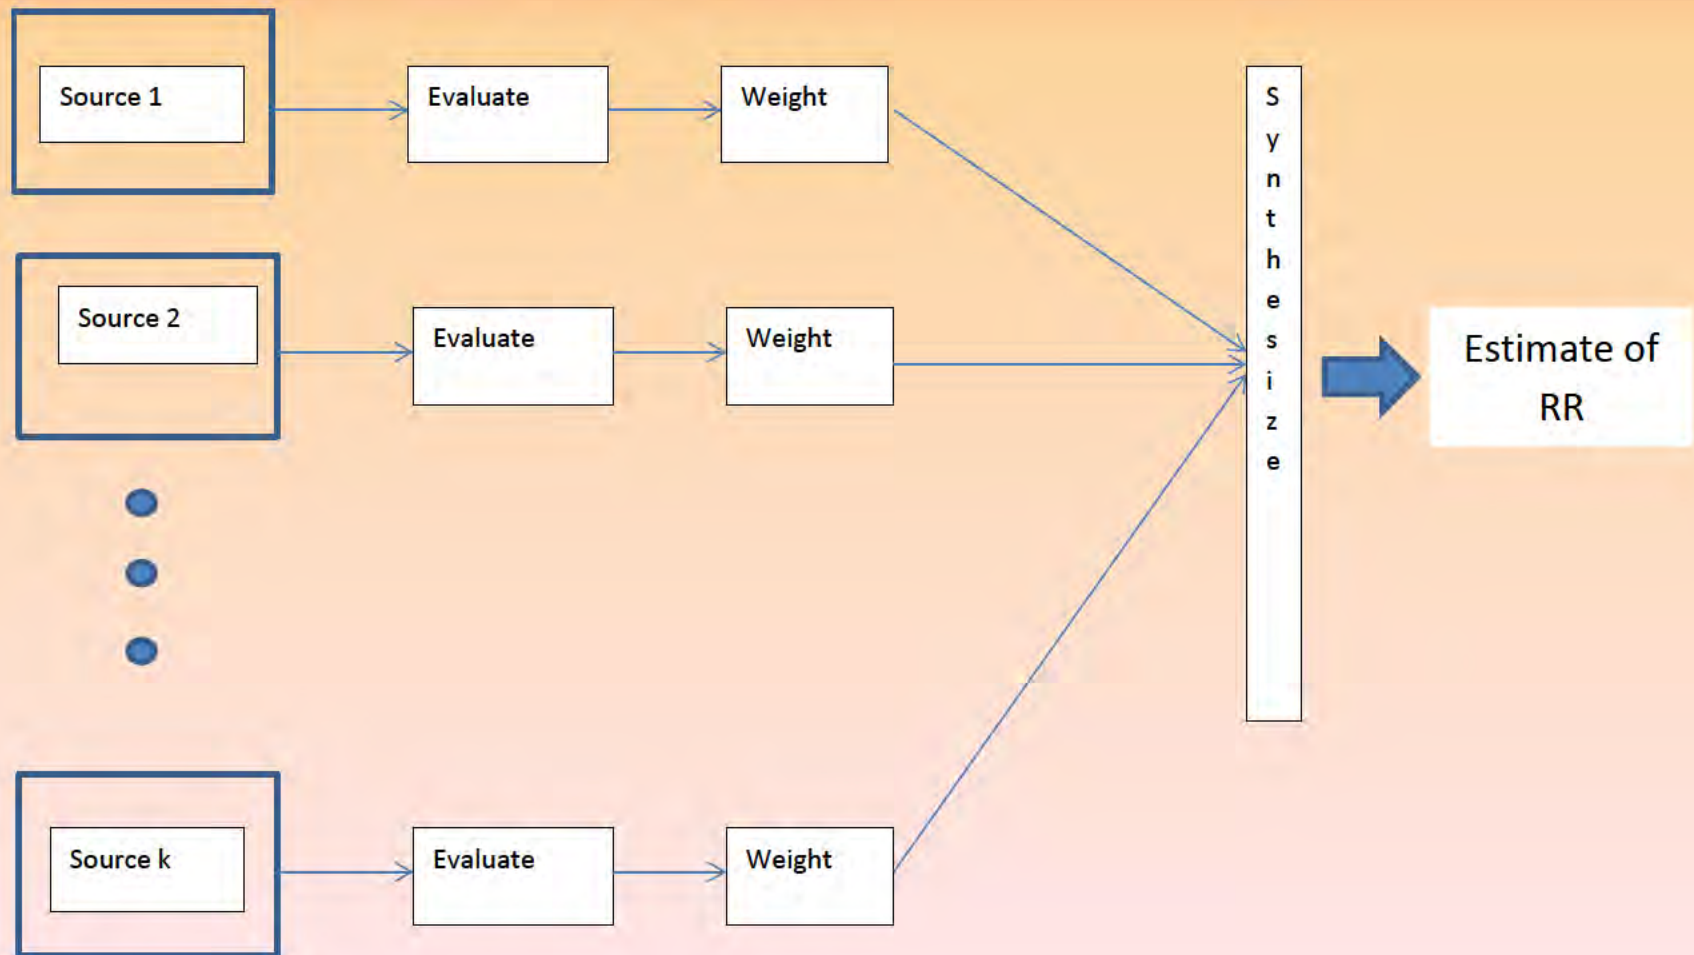 Source 1
Evaluate
Weight
Source 2
Evaluate
Weight
Source k
Evaluate
Weight
S
y
n
t
h
e
s
i
z
e
Estimate of
RR